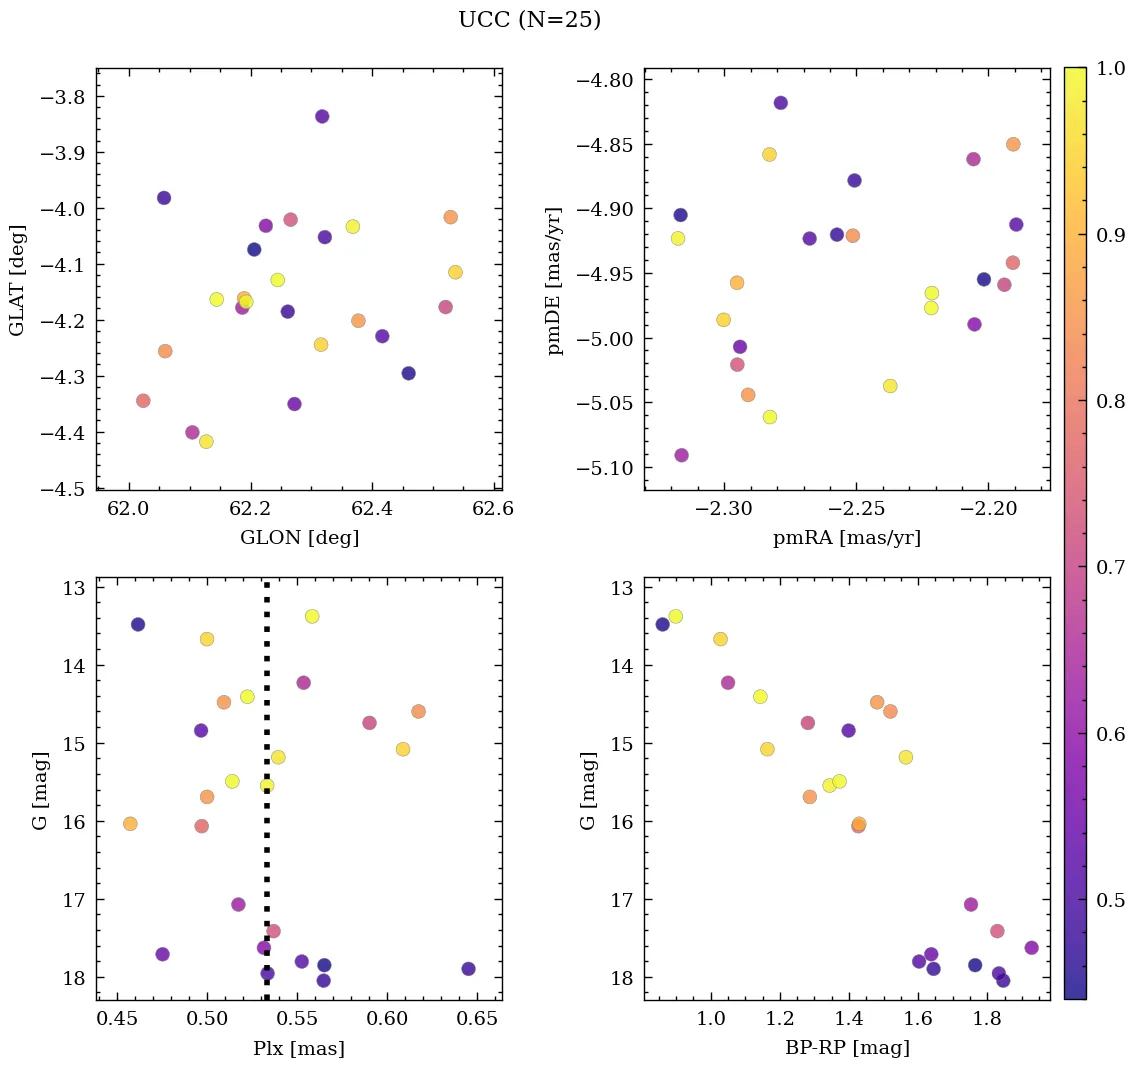 UCC (N=25)
−3.8
−3.9
−4.0
−4.1
−4.2
−4.3
−4.4
−4.5
GLAT [deg]
62.0 62.2 62.4 62.6
GLON [deg]
−4.80
−4.85
−4.90
−4.95
−5.00
−5.05
−5.10
pmDE [mas/yr]
−2.30 −2.25 −2.20
pmRA [mas/yr]
13
14
15
16
17
18
G [mag]
0.45 0.50 0.55 0.60 0.65
Plx [mas]
13
14
15
16
17
18
G [mag]
1.0 1.2 1.4 1.6 1.8
BP-RP [mag]
1.0
0.9
0.8
0.7
0.6
0.5